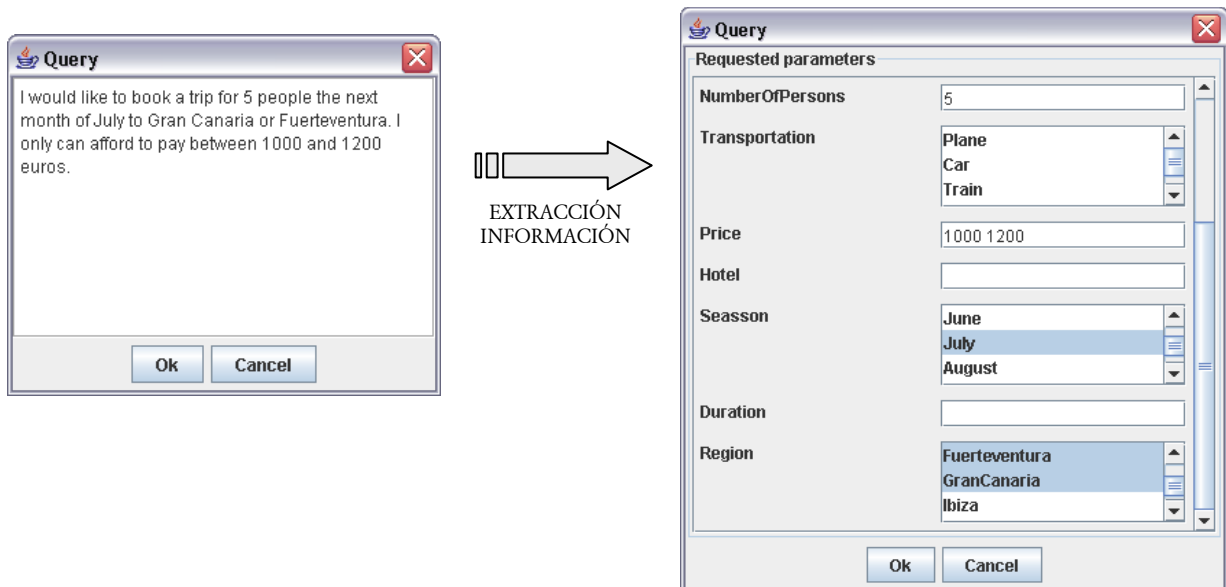 Query
I would like to book a trip for 5 people the next
month of July to Gran Canaria or Fuerteventura. I
only can afford to pay between 1000 and 1200
euros.
Ok Cancel
EXTRACCIÓN
INFORMACIÓN
Query
Requested parameters
NumberOfPersons 5
Transportation Plane
Car
Train
Price 1000 1200
Hotel
Seasson June
July
August
Duration
Region Fuerteventura
GranCanaria
Ibiza
Ok Cancel